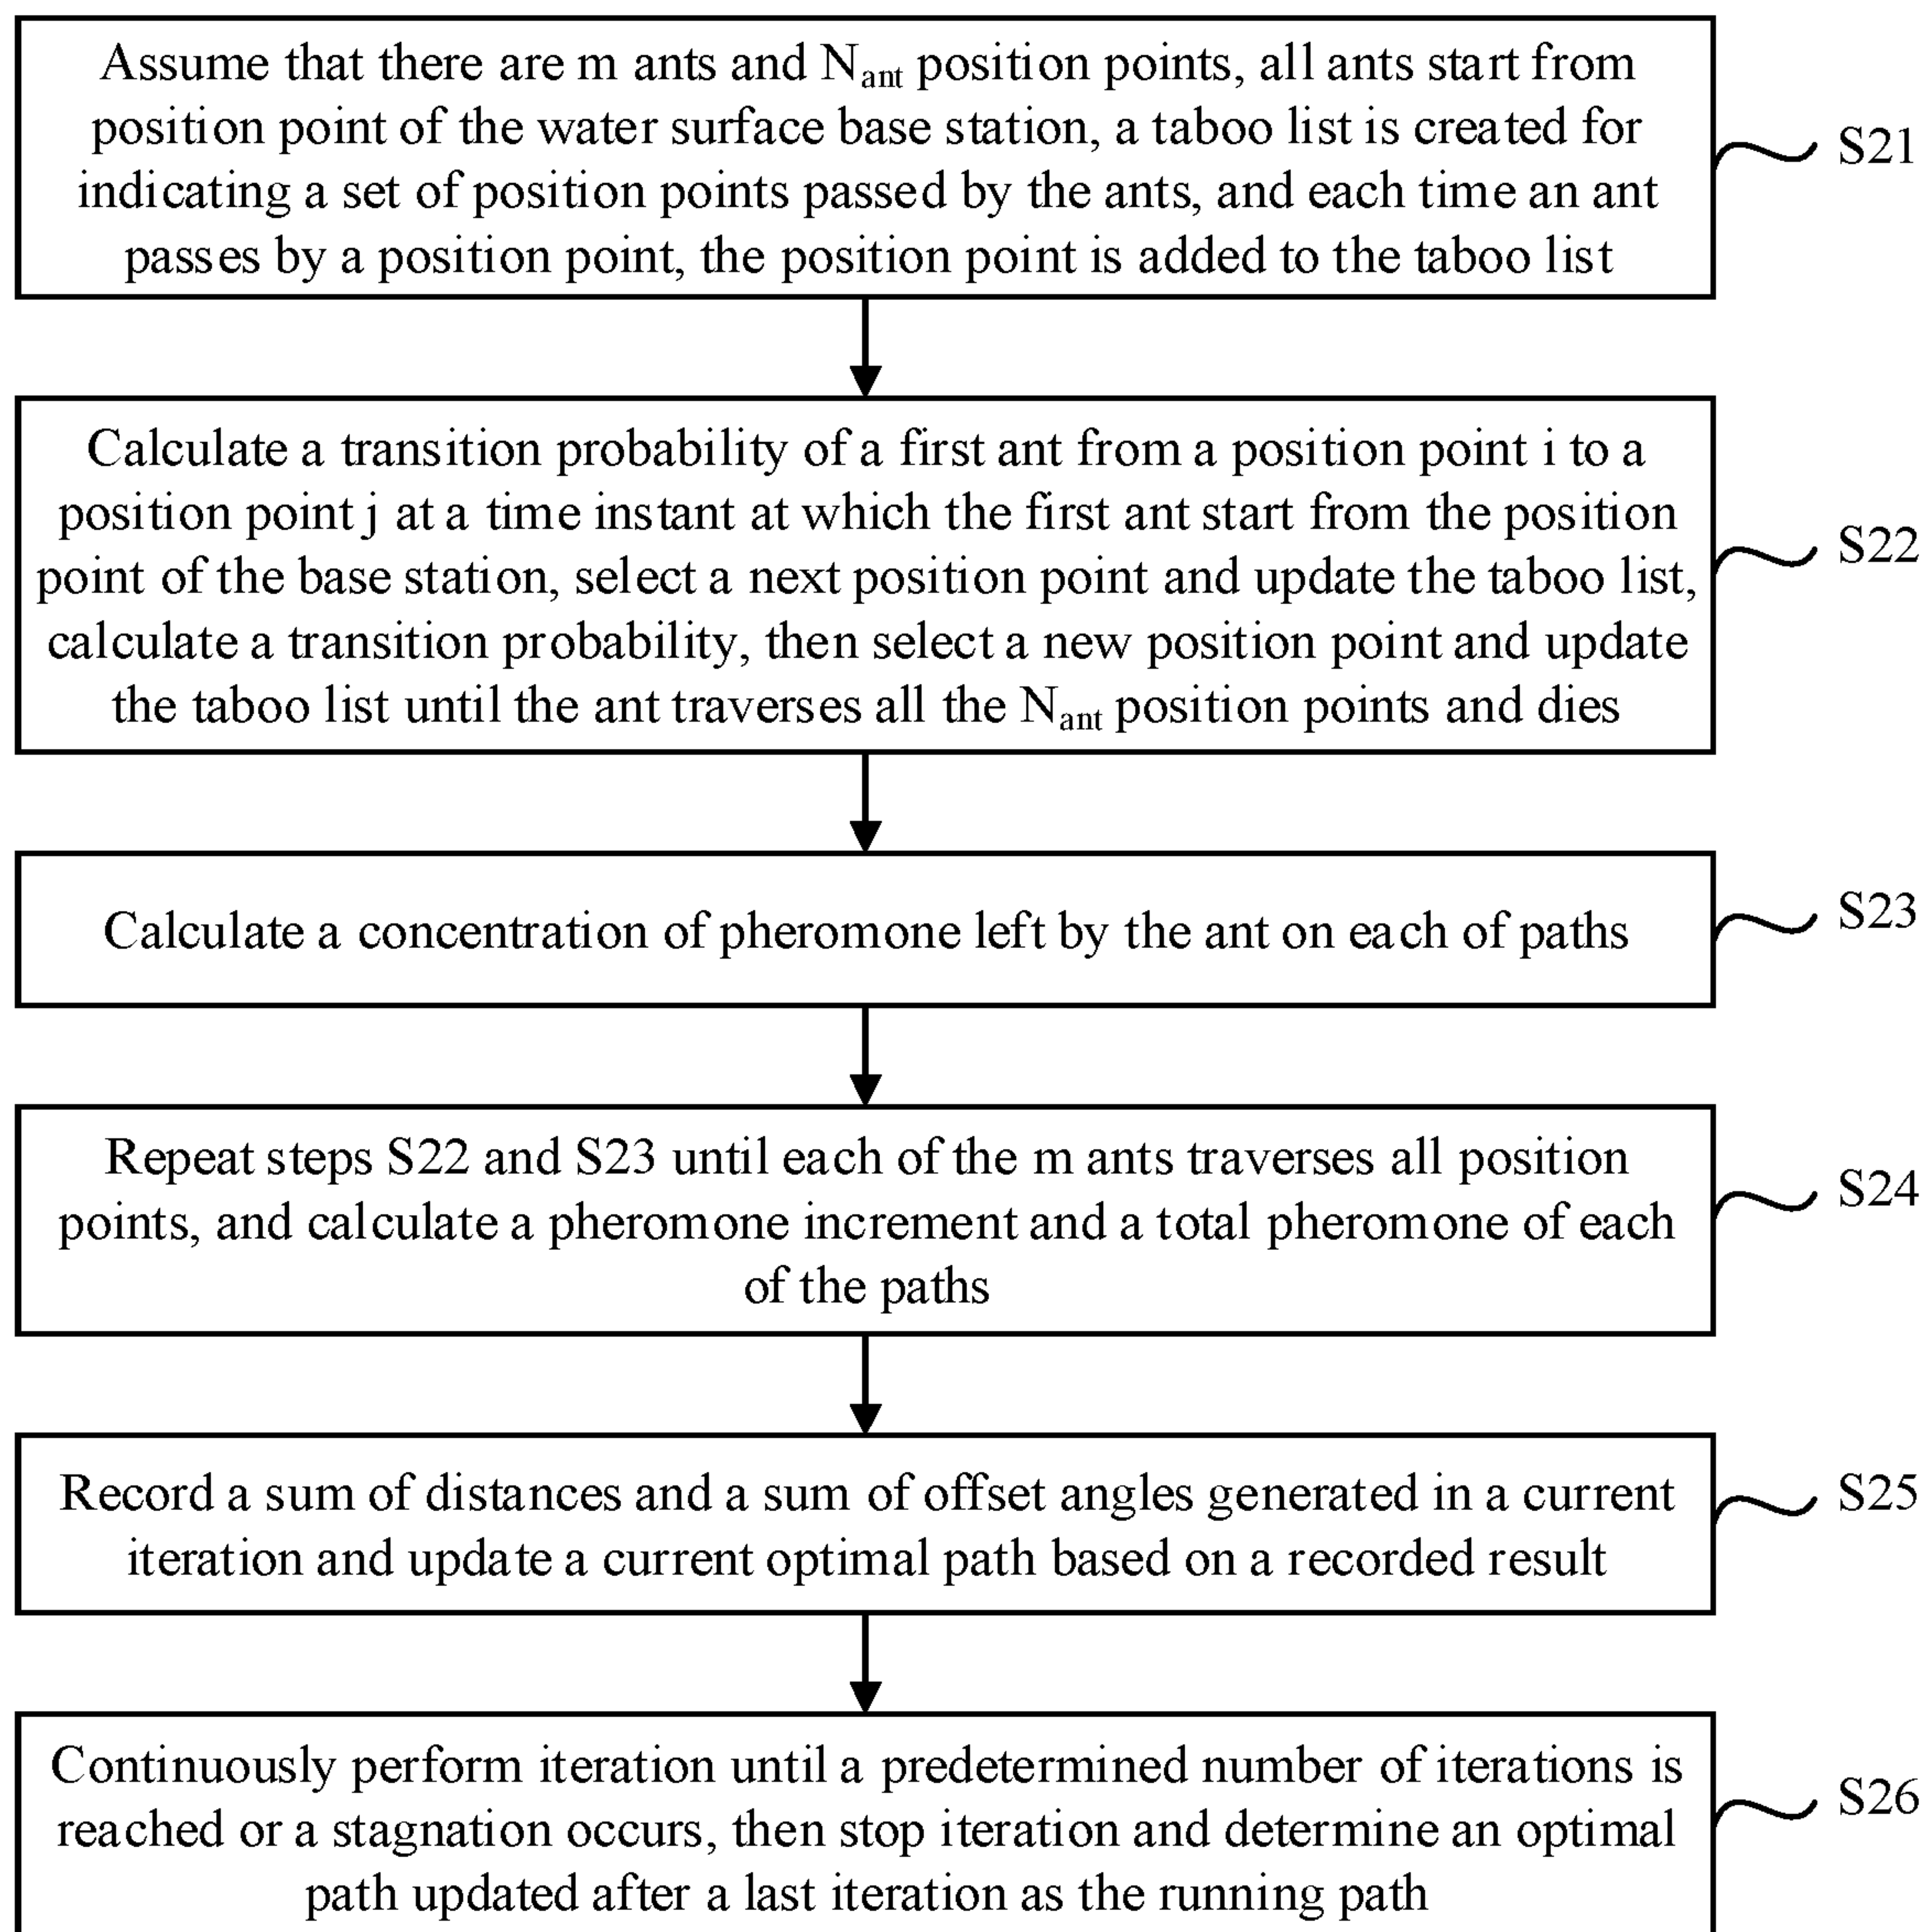 Assume that there are m ants and Nant position points, all ants start from
position point of the water surface base station, a taboo list is created for
indicating a set of position points passed by the ants, and each time an ant
passes by a position point, the position point is added to the taboo list
S21
Calculate a transition probability of a first ant from a position point i to a
position point j at a time instant at which the first ant start from the position
point of the base station, select a next position point and update the taboo list,
calculate a transition probability, then select a new position point and update
the taboo list until the ant traverses all the Nant position points and dies
S22
Calculate a concentration of pheromone left by the ant on each of paths
S23
Repeat steps S22 and S23 until each of the m ants traverses all position
points, and calculate a pheromone increment and a total pheromone of each
of the paths
S24
Record a sum of distances and a sum of offset angles generated in a current
iteration and update a current optimal path based on a recorded result
S25
Continuously perform iteration until a predetermined number of iterations is
reached or a stagnation occurs, then stop iteration and determine an optimal
path updated after a last iteration as the running path
S26